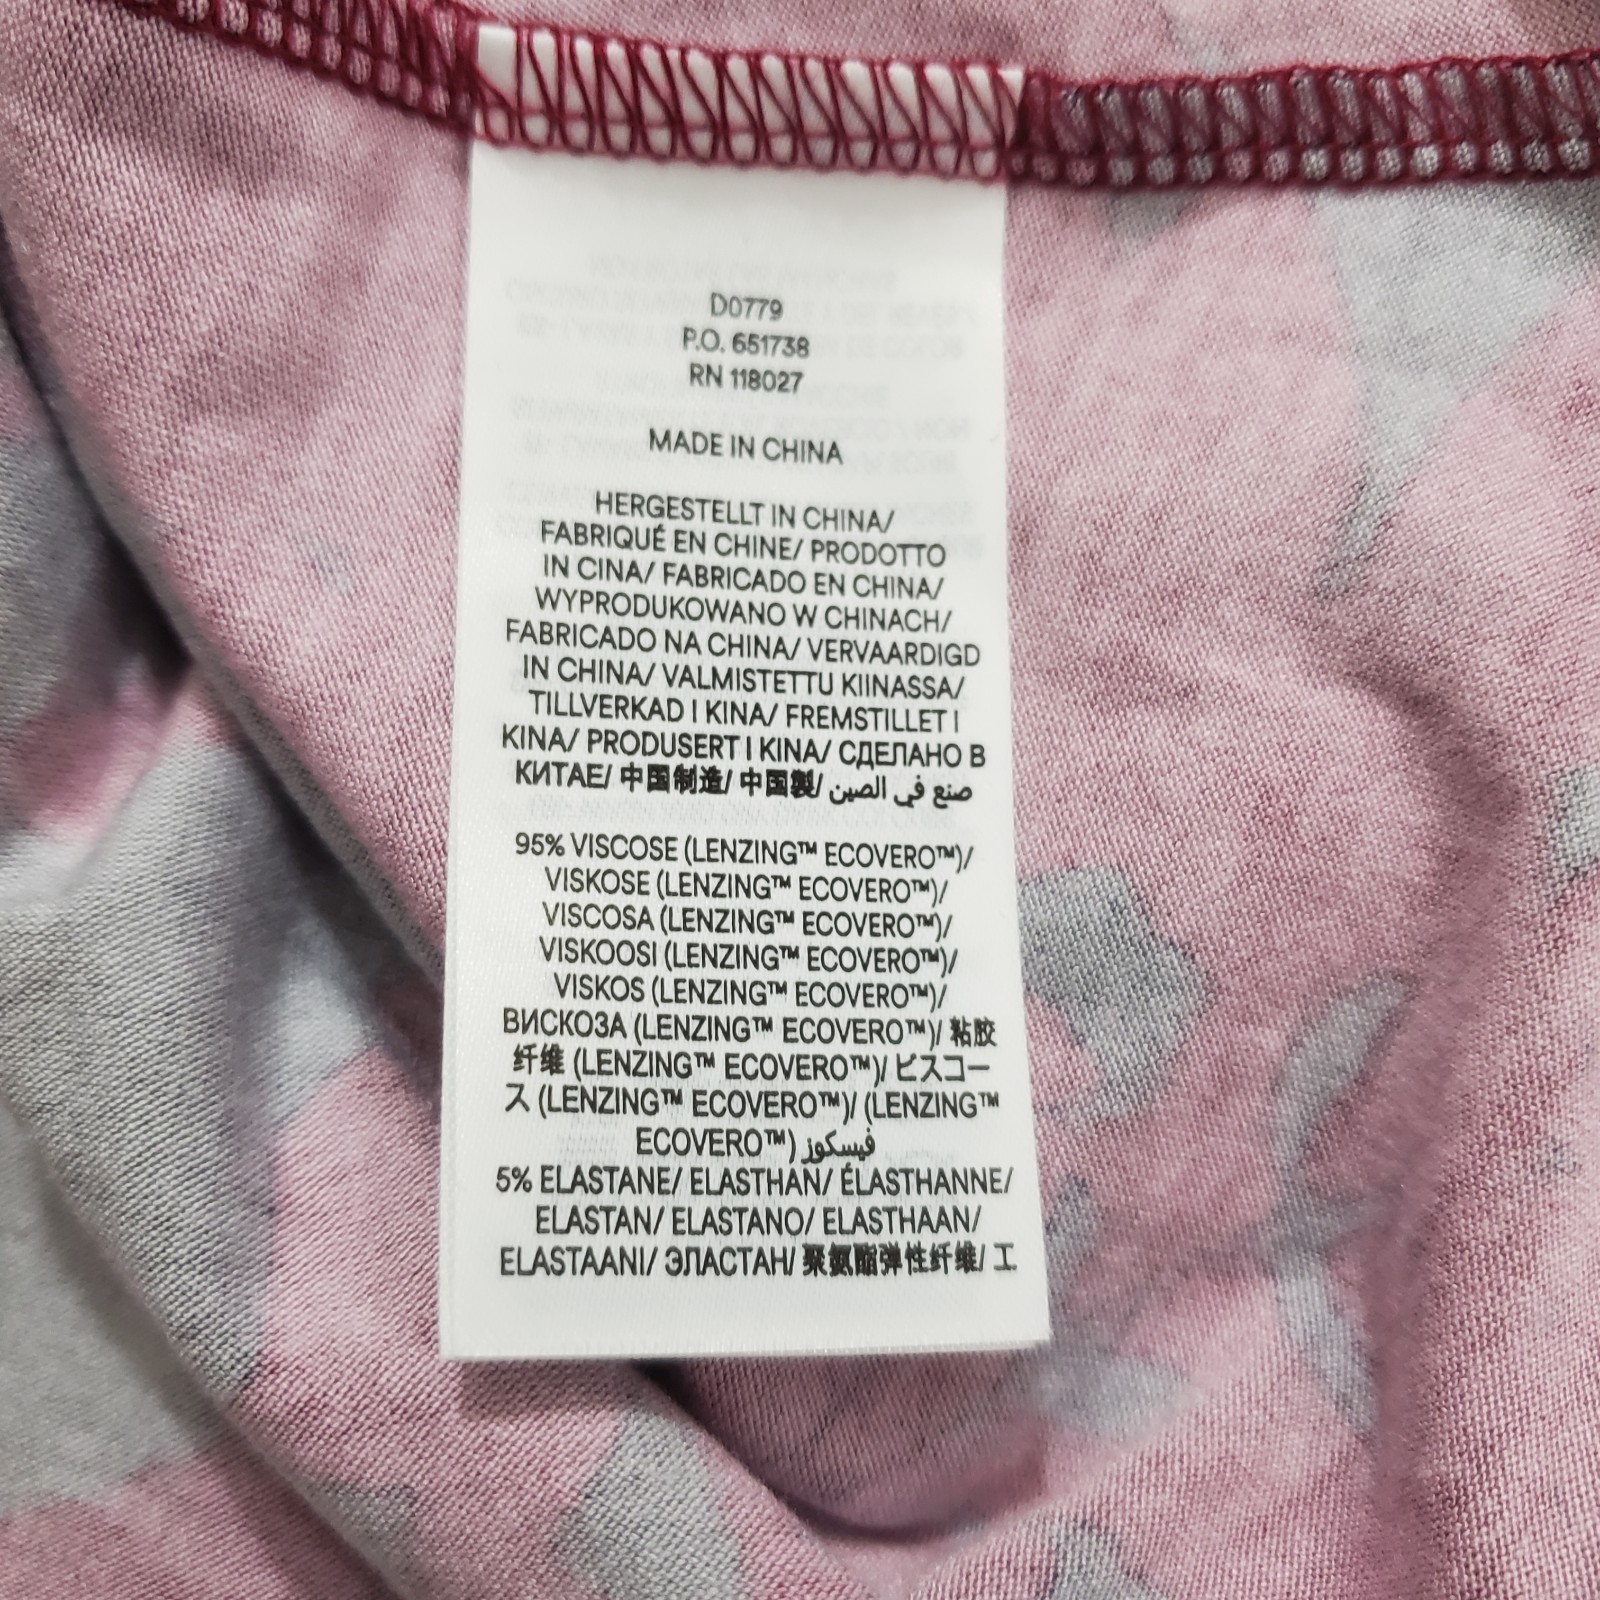 D0779
P.O. 651738
RN 118027
MADE IN CHINA
HERGESTELLT IN CHINA/
FABRIQUÉ EN CHINE/ PRODOTTO
IN CINA/ FABRICADO EN CHINA/
WYPRODUKOWANO W CHINACH/
FABRICADO NA CHINA/ VERVAARDIGD
IN CHINA/ VALMISTETTU KIINASSA/
TILLVERKAD I KINA/ FREMSTILLET I
KINA/ PRODUSERT I KINA/ СДЕЛАНО В
КИТАЕ/ 中国制造/ 中国製/ صنع في الصين
95% VISCOSE (LENZING™ ECOVERO™)/
VISKOSE (LENZING™ ECOVERO™)/
VISCOSA (LENZING™ ECOVERO™)/
VISKOOSI (LENZING™ ECOVERO™)/
VISKOS (LENZING™ ECOVERO™)/
ВИСКОЗА (LENZING™ ECOVERO™)/ 粘胶
纤维 (LENZING™ ECOVERO™)/ ビスコー
ス (LENZING™ ECOVERO™)/ (LENZING™
ECOVERO™) فيسكوز
5% ELASTANE/ ELASTHAN/ ÉLASTHANNE/
ELASTAN/ ELASTANO/ ELASTHAAN/
ELASTAANI/ ЭЛАСТАН/ 聚氨酯弹性纤维/ エ